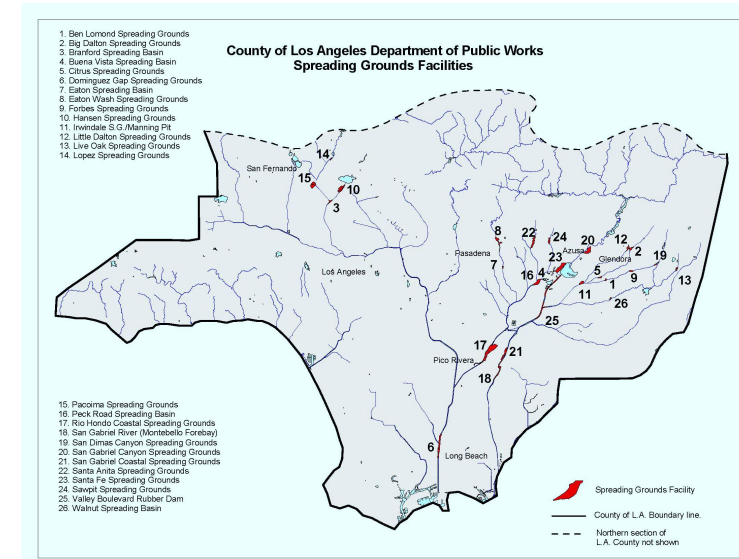 1. Ben Lomond Spreading Grounds
2. Big Dalton Spreading Grounds
3. Branford Spreading Basin
4. Buena Vista Spreading Basin
5. Citrus Spreading Grounds
6. Dominguez Gap Spreading Grounds
7. Eaton Spreading Basin
8. Eaton Wash Spreading Grounds
9. Forbes Spreading Grounds
10. Hansen Spreading Grounds
11. Irwindale S.G./Manning Pit
12. Little Dalton Spreading Grounds
13. Live Oak Spreading Grounds
14. Lopez Spreading Grounds
County of Los Angeles Department of Public Works
Spreading Grounds Facilities
14
San Fernando
15
10
3
8
22
24
20
12
Pasadena
Azusa
2
23
Glendora
19
7
16
4
5
Los Angeles
1
9
13
11
26
25
17
21
Pico Rivera
18
6
Long Beach
15. Pacoima Spreading Grounds
16. Peck Road Spreading Basin
17. Rio Hondo Coastal Spreading Grounds
18. San Gabriel River (Montebello Forebay)
19. San Dimas Canyon Spreading Grounds
20. San Gabriel Canyon Spreading Grounds
21. San Gabriel Coastal Spreading Grounds
22. Santa Anita Spreading Grounds
23. Santa Fe Spreading Grounds
24. Sawpit Spreading Grounds
25. Valley Boulevard Rubber Dam
26. Walnut Spreading Basin
Spreading Grounds Facility
County of L.A. Boundary line.
Northern section of
L.A. County not shown